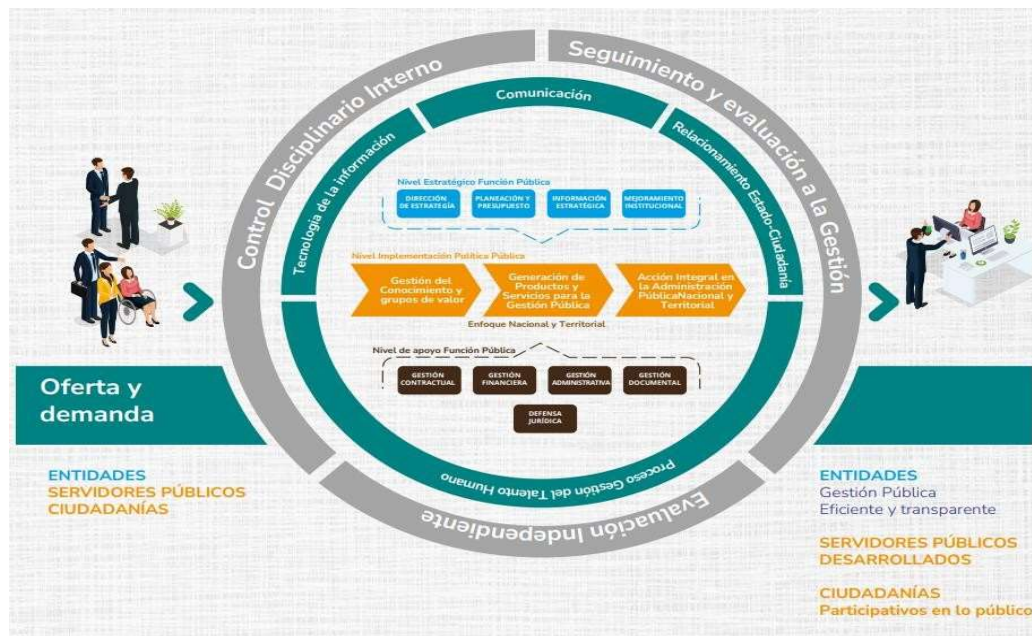 Control Disciplinario Interno
Seguimiento y evaluación a la Gestión
Tecnología de la información
Comunicación
Relacionamiento Estado-Ciudadanía
Nivel Estratégico Función Pública
DIRECCIÓN
DE ESTRATEGÍA
PLANEACIÓN Y
PRESUPUESTO
INFORMACIÓN
ESTRATÉGICA
MEJORAMIENTO
INSTITUCIONAL
Nivel Implementación Política Pública
Gestión del
Conocimiento y
grupos de valor
Generación de
Productos y
Servicios para la
Gestión Pública
Acción Integral en
la Administración
PúblicaNacional y
Territorial
Enfoque Nacional y Territorial
Nivel de apoyo Función Pública
GESTIÓN
CONTRACTUAL
GESTIÓN
FINANCIERA
GESTIÓN
ADMINISTRATIVA
GESTIÓN
DOCUMENTAL
DEFENSA
JURÍDICA
Proceso Gestión del Talento Humano
Evaluación Independiente
Oferta y
demanda
ENTIDADES
SERVIDORES PÚBLICOS
CIUDADANÍAS
ENTIDADES
Gestión Pública
Eficiente y transparente
SERVIDORES PÚBLICOS
DESARROLLADOS
CIUDADANÍAS
Participativos en lo público